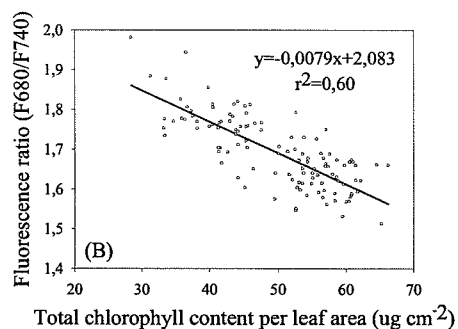 Fluorescence ratio (F680/F740)
2,0
1,9
1,8
1,7
1,6
1,5
1,4
y=-0,0079x+2,083
r²=0,60
(B)
20 30 40 50 60 70
Total chlorophyll content per leaf area (ug cm⁻²)